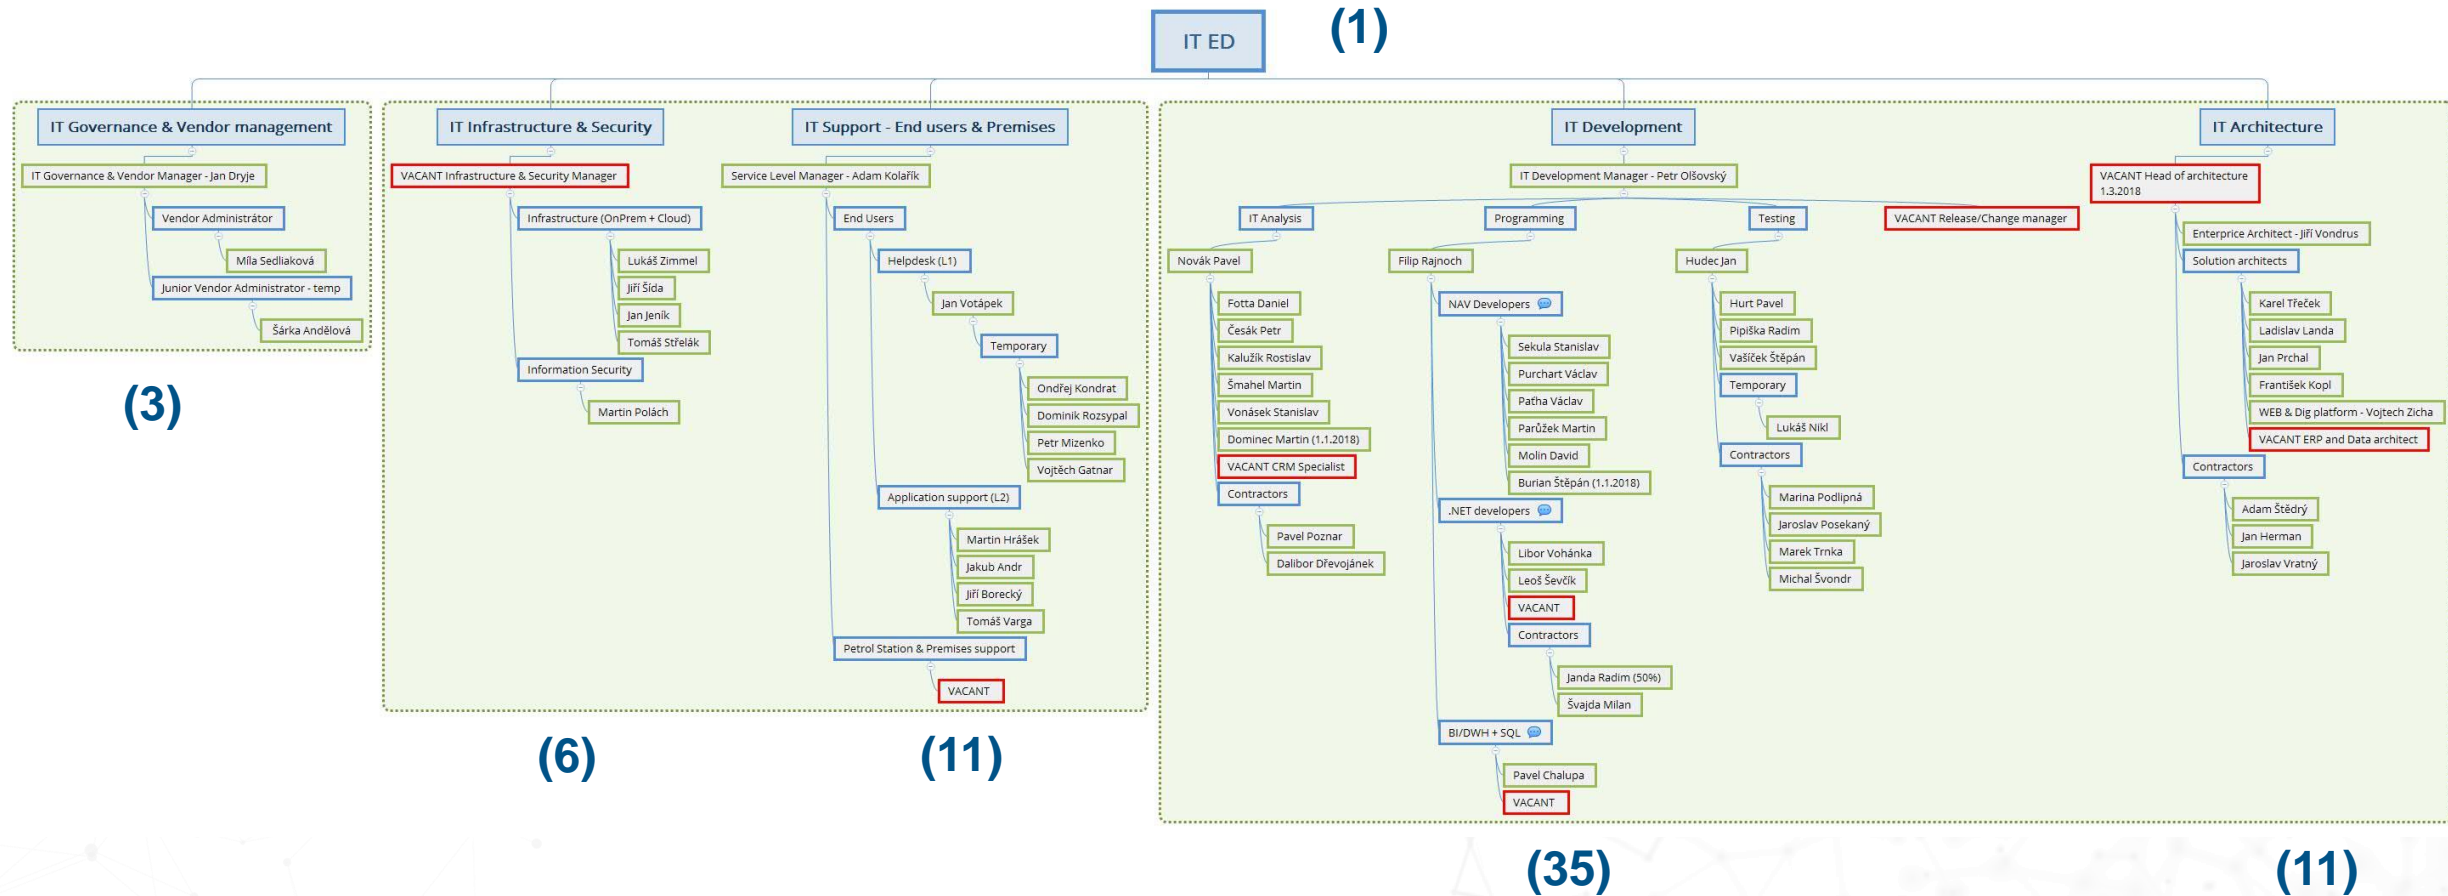 IT ED
(1)
IT Governance & Vendor management
IT Governance & Vendor Manager - Jan Dryje
Vendor Administrátor
Míla Sedliaková
Junior Vendor Administrator - temp
Šárka Andělová
(3)
IT Infrastructure & Security
VACANT Infrastructure & Security Manager
Infrastructure (OnPrem + Cloud)
Lukáš Zimmel
Jiří Šída
Jan Jeník
Tomáš Střelák
Information Security
Martin Polách
(6)
IT Support - End users & Premises
Service Level Manager - Adam Kolařík
End Users
Helpdesk (L1)
Jan Votápek
Temporary
Ondřej Kondrat
Dominik Rozsypal
Petr Mizenko
Vojtěch Gatnar
Application support (L2)
Martin Hrášek
Jakub Andr
Jiří Borecký
Tomáš Varga
Petrol Station & Premises support
VACANT
(11)
IT Development
IT Development Manager - Petr Olšovský
IT Analysis
Novák Pavel
Fotta Daniel
Česák Petr
Kalužík Rostislav
Šmahel Martin
Vonásek Stanislav
Dominec Martin (1.1.2018)
VACANT CRM Specialist
Contractors
Pavel Poznar
Dalibor Dřevojánek
Programming
Filip Rajnoch
NAV Developers
Sekula Stanislav
Purchart Václav
Paťha Václav
Parůžek Martin
Molin David
Burian Štěpán (1.1.2018)
.NET developers
Libor Vohánka
Leoš Ševčík
VACANT
Contractors
Janda Radim (50%)
Švajda Milan
BI/DWH + SQL
Pavel Chalupa
VACANT
Testing
Hudec Jan
Hurt Pavel
Pipiška Radim
Vašíček Štěpán
Temporary
Lukáš Nikl
Contractors
Marina Podlipná
Jaroslav Posekaný
Marek Trnka
Michal Švondr
VACANT Release/Change manager
(35)
IT Architecture
VACANT Head of architecture
1.3.2018
Enterprice Architect - Jiří Vondrus
Solution architects
Karel Třeček
Ladislav Landa
Jan Prchal
František Kopl
WEB & Dig platform - Vojtech Zicha
VACANT ERP and Data architect
Contractors
Adam Štědrý
Jan Herman
Jaroslav Vratný
(11)